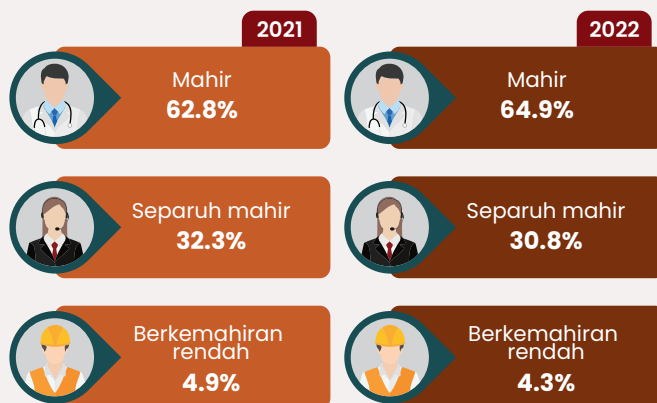 2021
Mahir
62.8%
Separuh mahir
32.3%
Berkemahiran
rendah
4.9%
2022
Mahir
64.9%
Separuh mahir
30.8%
Berkemahiran
rendah
4.3%